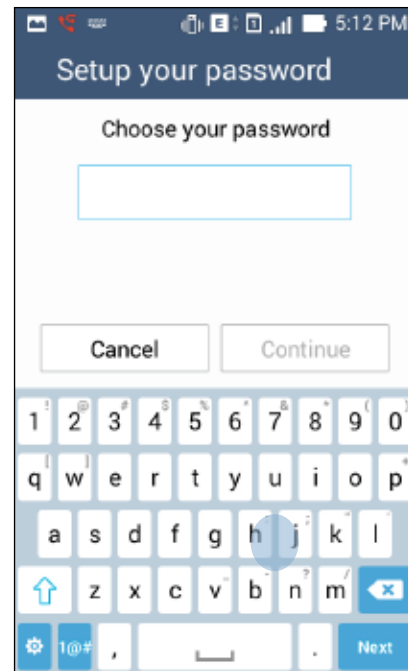 E 1 5:12 PM
Setup your password
Choose your password
Cancel Continue
1 ! 2 @ 3 # 4 $ 5 % 6 ^ 7 & 8 * 9 ( 0 )
q [ w ] e r t y u i o p
a s d f g h j ; k l
z x c v b - n ? m /
1@# , . Next